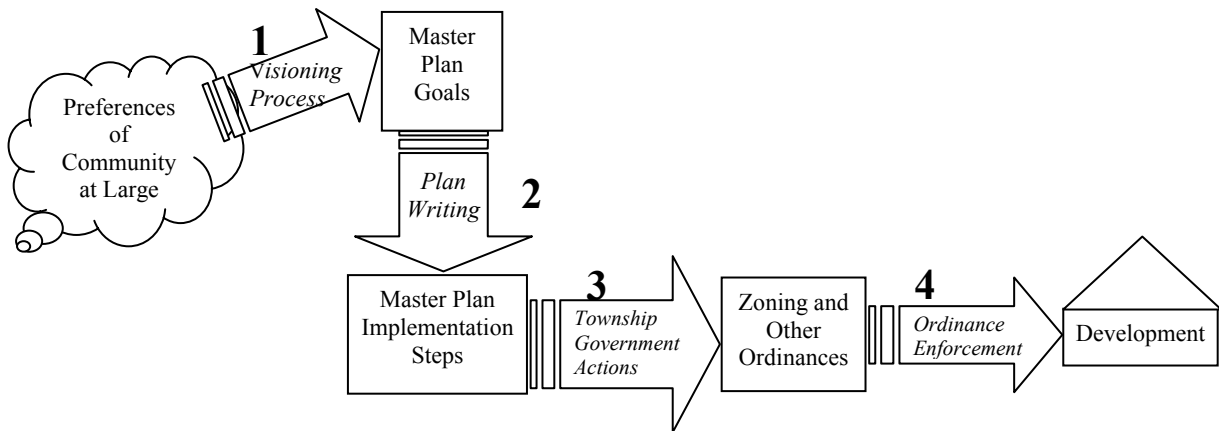 1
Visioning
Process
Preferences
of
Community
at Large
Master
Plan
Goals
2
Plan
Writing
Master Plan
Implementation
Steps
3
Township
Government
Actions
Zoning and
Other
Ordinances
4
Ordinance
Enforcement
Development